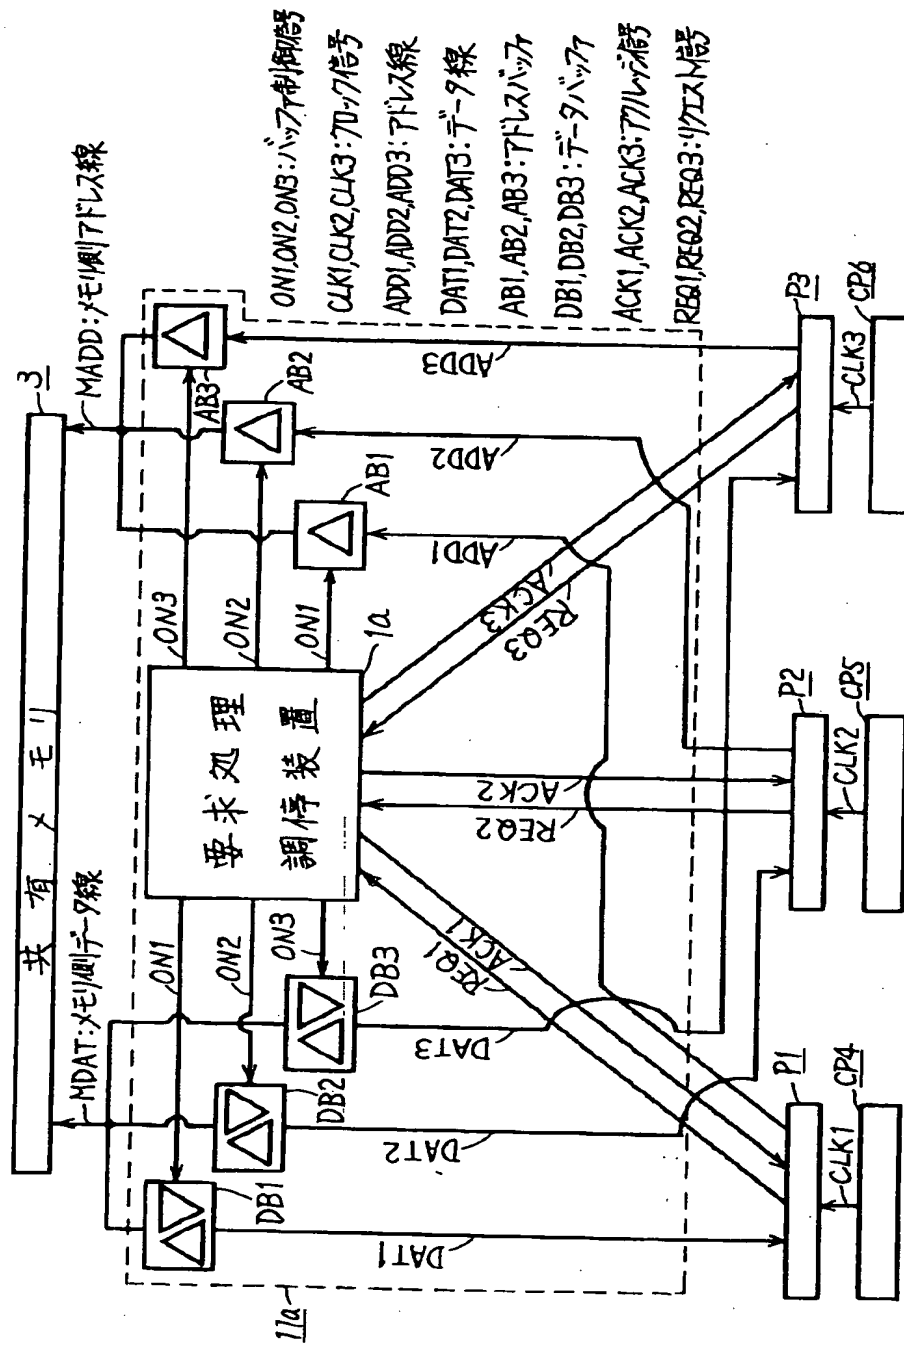 3
共有メモリ
MDAT:メモリ側データ線
MADD:メモリ側アドレス線
11a
DB1
DB2
DB3
ON1
ON2
ON3
要求処理
調停装置
1a
ON3
ON2
ON1
AB3
AB2
AB1
DAT1
DAT2
DAT3
REQ1
ACK1
REQ2
ACK2
REQ3
ACK3
ADD1
ADD2
ADD3
P1
CLK1
CP4
P2
CLK2
CP5
P3
CLK3
CP6
ON1,ON2,ON3:バッファ制御信号
CLK1,CLK2,CLK3:クロック信号
ADD1,ADD2,ADD3:アドレス線
DAT1,DAT2,DAT3:データ線
AB1,AB2,AB3:アドレスバッファ
DB1,DB2,DB3:データバッファ
ACK1,ACK2,ACK3:アクルッヂ信号
REQ1,REQ2,REQ3:リクエスト信号